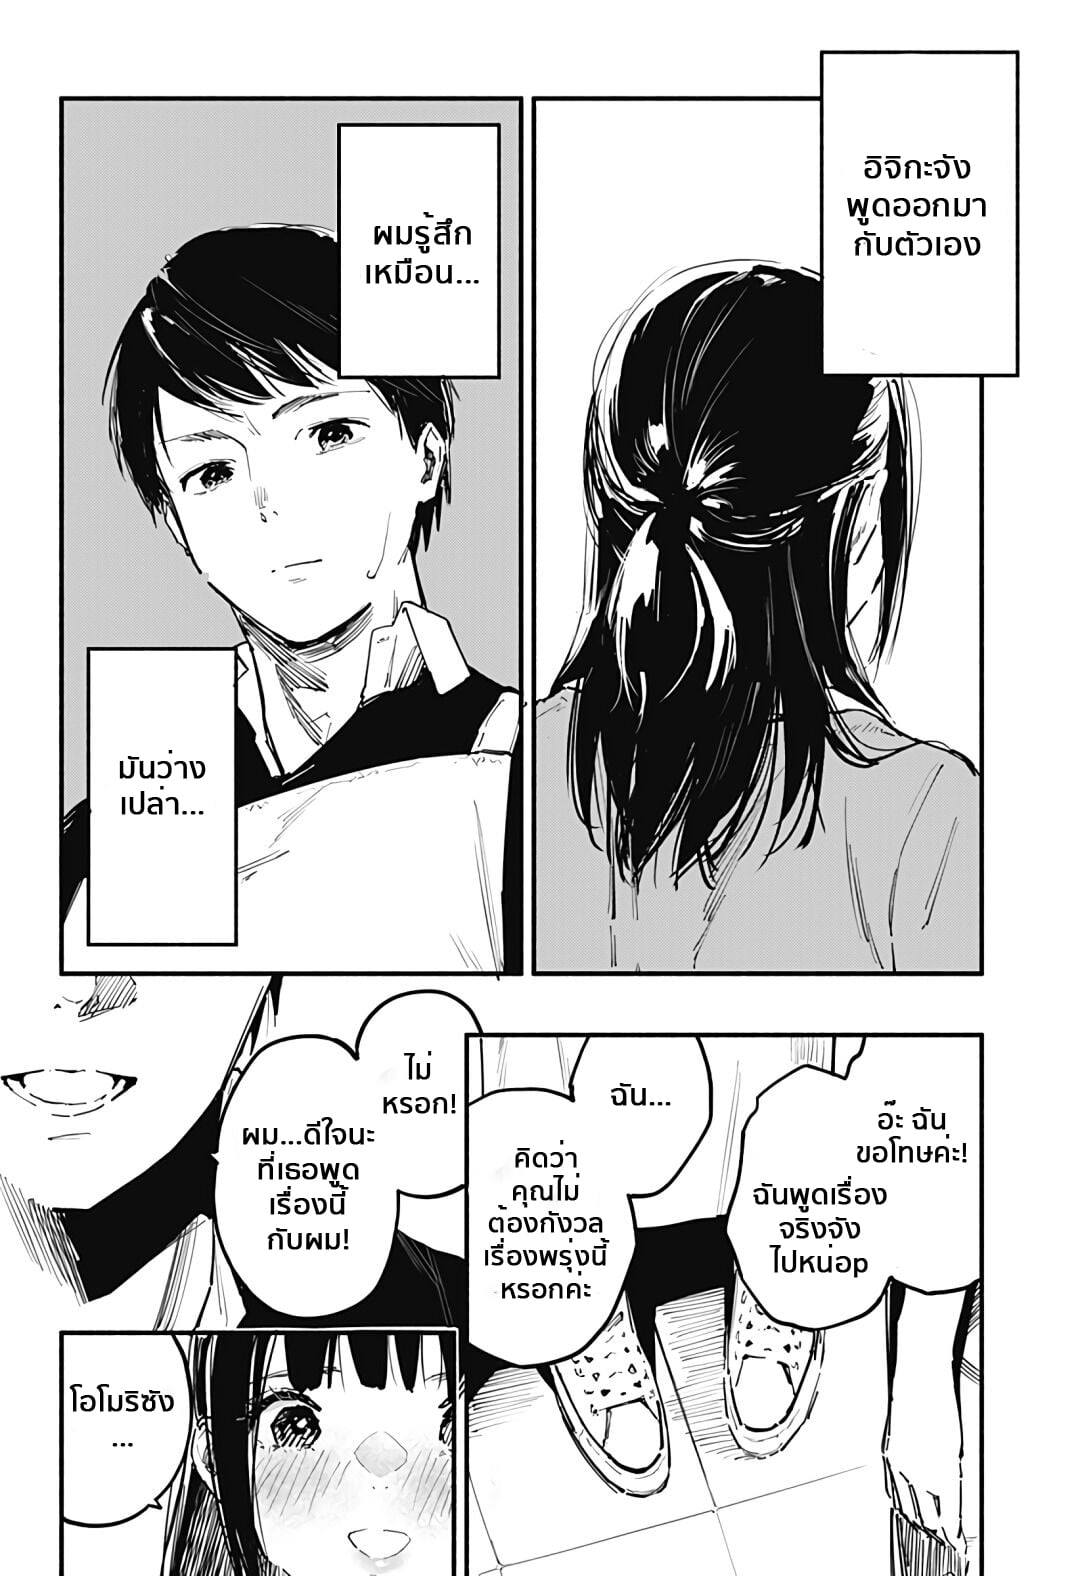 อิจิกะจัง
พูดออกมา
กับตัวเอง
ผมรู้สึก
เหมือน...
มันว่าง
เปล่า...
อ๊ะ ฉัน
ขอโทษค่ะ!
ฉันพูดเรื่อง
จริงจัง
ไปหน่อp
ฉัน...
คิดว่า
คุณไม่
ต้องกังวล
เรื่องพรุ่งนี้
หรอกค่ะ
ไม่
หรอก!
ผม...ดีใจนะ
ที่เธอพูด
เรื่องนี้
กับผม!
โอโมริซัง
...